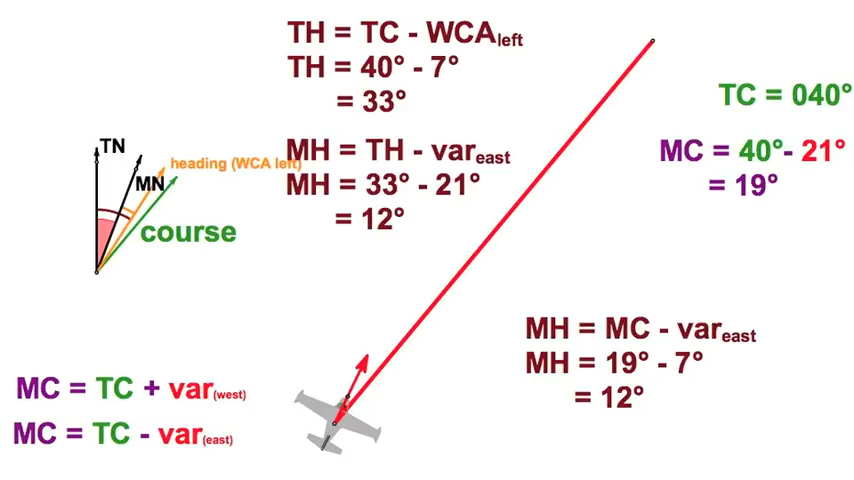 TH = TC - WCAleft
TH = 40° - 7°
= 33°
TC = 040°
MC = 40°- 21°
= 19°
TN
MN
heading (WCA left)
course
MH = TH - vareast
MH = 33° - 21°
= 12°
MH = MC - vareast
MH = 19° - 7°
= 12°
MC = TC + var(west)
MC = TC - var(east)